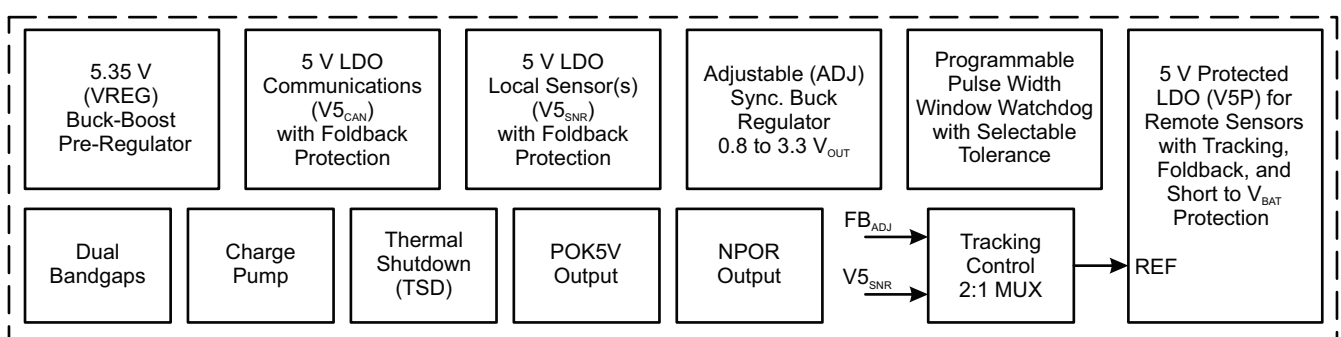 5.35 V
(VREG)
Buck-Boost
Pre-Regulator
5 V LDO
Communications
(V5CAN)
with Foldback
Protection
5 V LDO
Local Sensor(s)
(V5SNR)
with Foldback
Protection
Adjustable (ADJ)
Sync. Buck
Regulator
0.8 to 3.3 VOUT
Programmable
Pulse Width
Window Watchdog
with Selectable
Tolerance
5 V Protected
LDO (V5P) for
Remote Sensors
with Tracking,
Foldback, and
Short to VBAT
Protection
Dual
Bandgaps
Charge
Pump
Thermal
Shutdown
(TSD)
POK5V
Output
NPOR
Output
FBADJ
V5SNR
Tracking
Control
2:1 MUX
REF